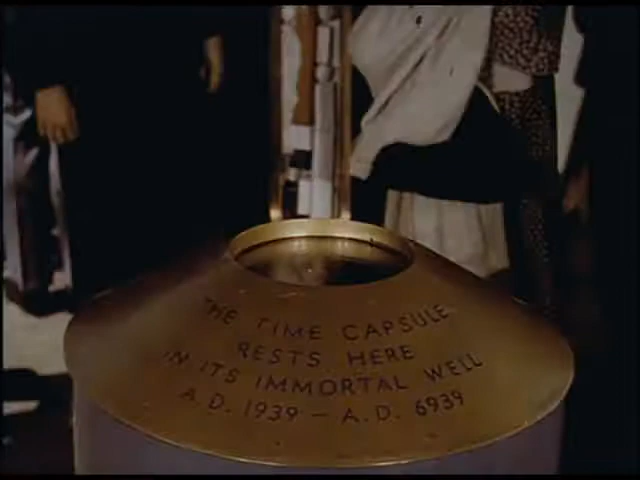 THE TIME CAPSULE
RESTS HERE
IN ITS IMMORTAL WELL
A.D. 1939 – A.D. 6939